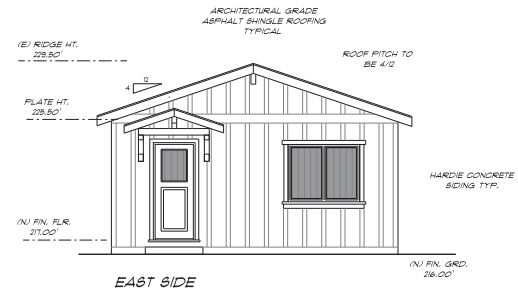 ARCHITECTURAL GRADE
ASPHALT SHINGLE ROOFING
TYPICAL
(E) RIDGE HT.
229.50'
ROOF PITCH TO
BE 4/12
12
4
PLATE HT.
225.50'
HARDIE CONCRETE
SIDING TYP.
(N) FIN. FLR.
217.00'
(N) FIN. GRD.
216.00'
EAST SIDE